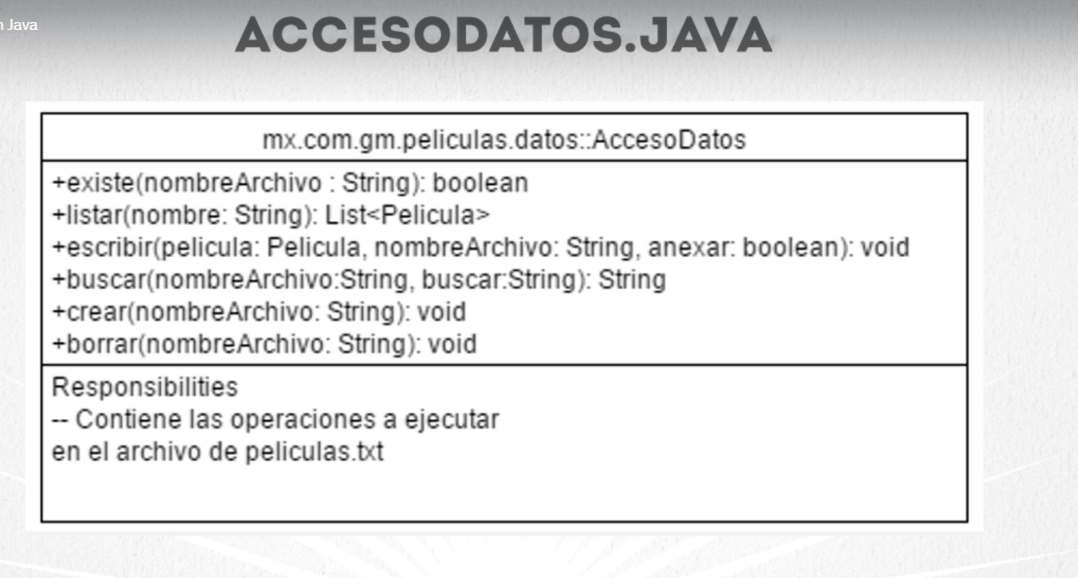 n Java
ACCESODATOS.JAVA
mx.com.gm.peliculas.datos::AccesoDatos
+existe(nombreArchivo : String): boolean
+listar(nombre: String): List<Pelicula>
+escribir(pelicula: Pelicula, nombreArchivo: String, anexar: boolean): void
+buscar(nombreArchivo:String, buscar:String): String
+crear(nombreArchivo: String): void
+borrar(nombreArchivo: String): void
Responsibilities
-- Contiene las operaciones a ejecutar
en el archivo de peliculas.txt